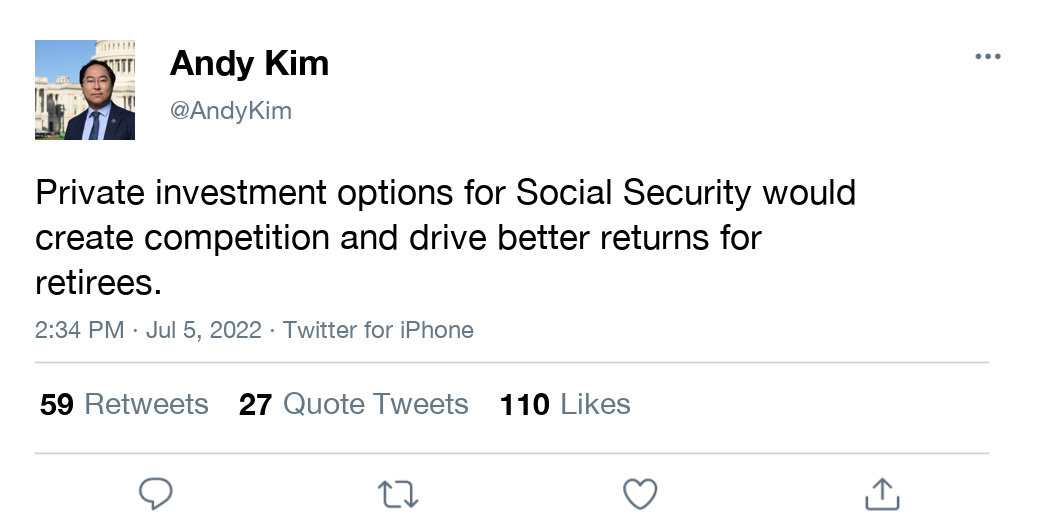 Andy Kim
@AndyKim
Private investment options for Social Security would
create competition and drive better returns for
retirees.
2:34 PM · Jul 5, 2022 · Twitter for iPhone
59 Retweets 27 Quote Tweets 110 Likes